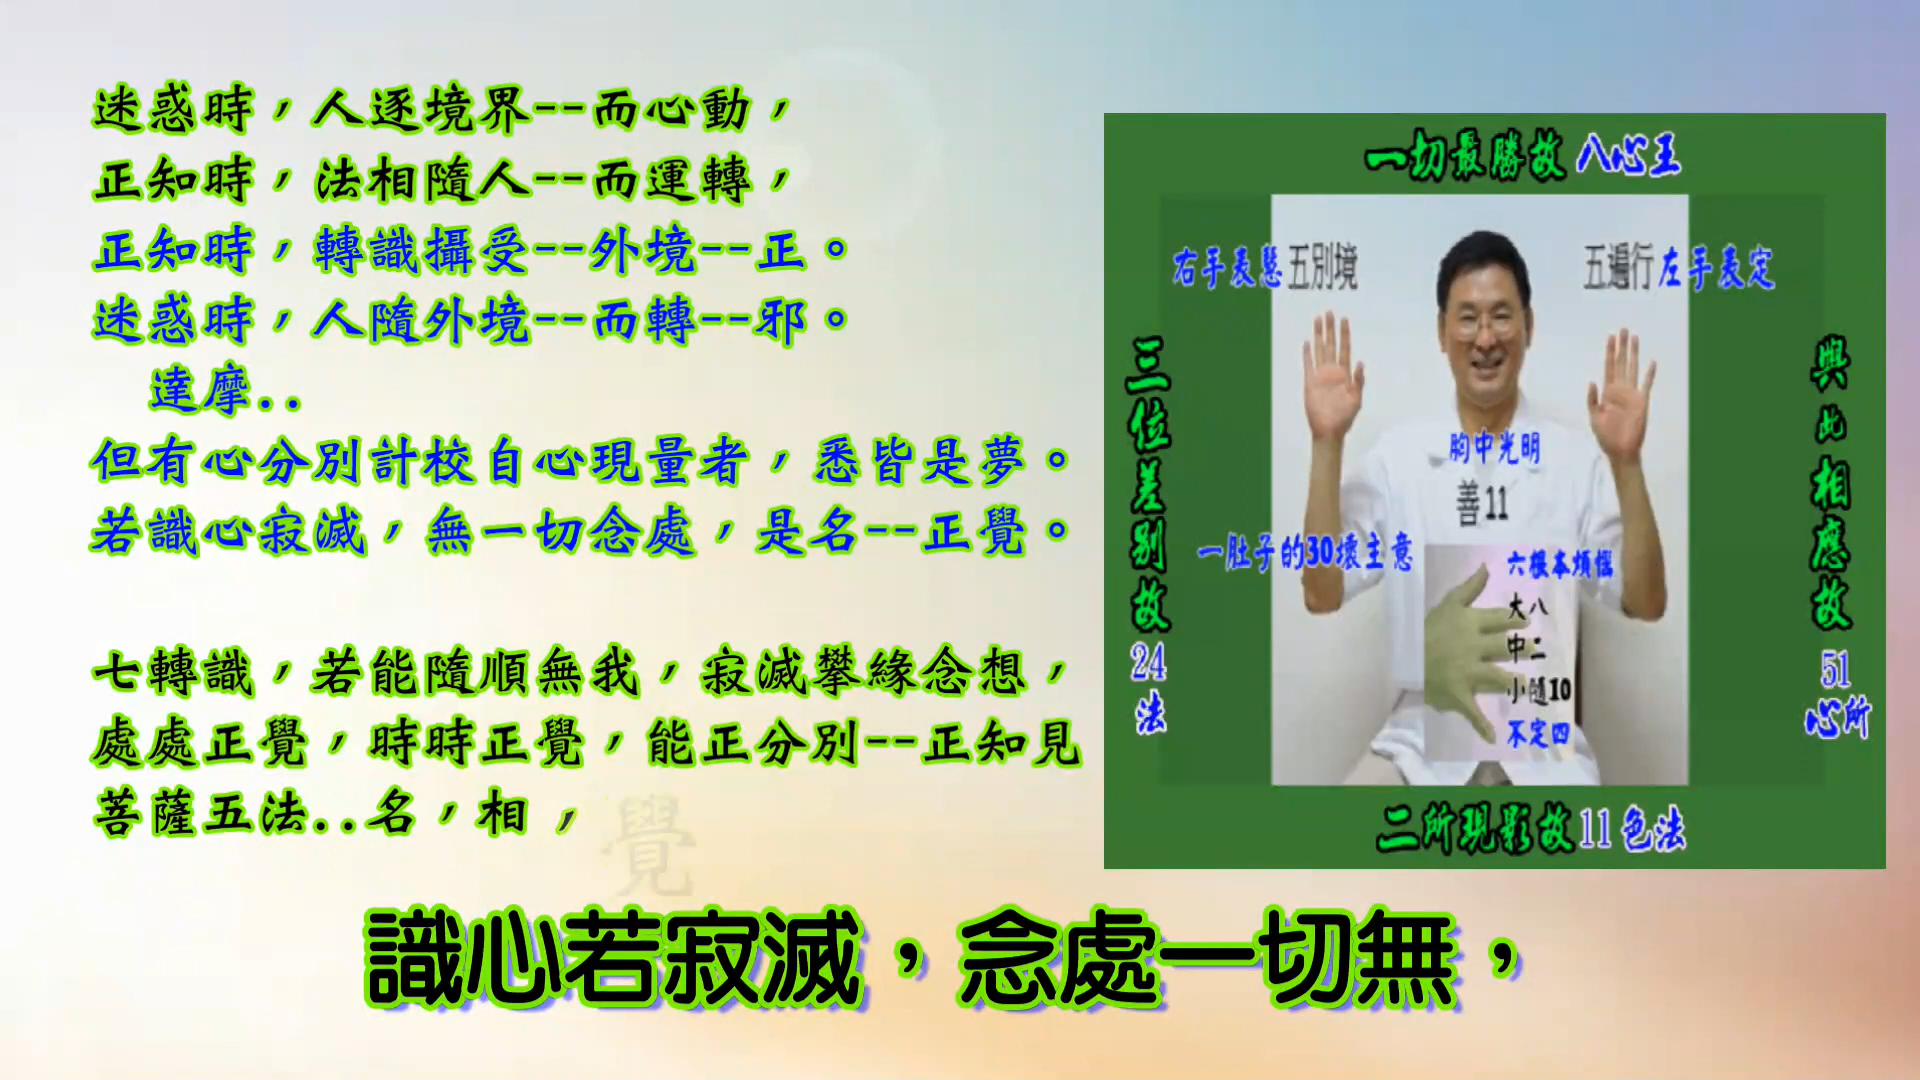 迷惑時，人逐境界--而心動，
正知時，法相隨人--而運轉，
正知時，轉識攝受--外境--正。
迷惑時，人隨外境--而轉--邪。
達摩..
但有心分別計校自心現量者，悉皆是夢。
若識心寂滅，無一切念處，是名--正覺。
七轉識，若能隨順無我，寂滅攀緣念想，
處處正覺，時時正覺，能正分別--正知見
菩薩五法..名，相，
覺
一切最勝故 八心王
右手表慧 五別境
五遍行 左手表定
三位差別故 24 法
與此相應故 51 心所
胸中光明
善11
一肚子的30壞主意
六根本煩惱
大八
中二
小隨10
不定四
二所現影故 11 色法
識心若寂滅，念處一切無，